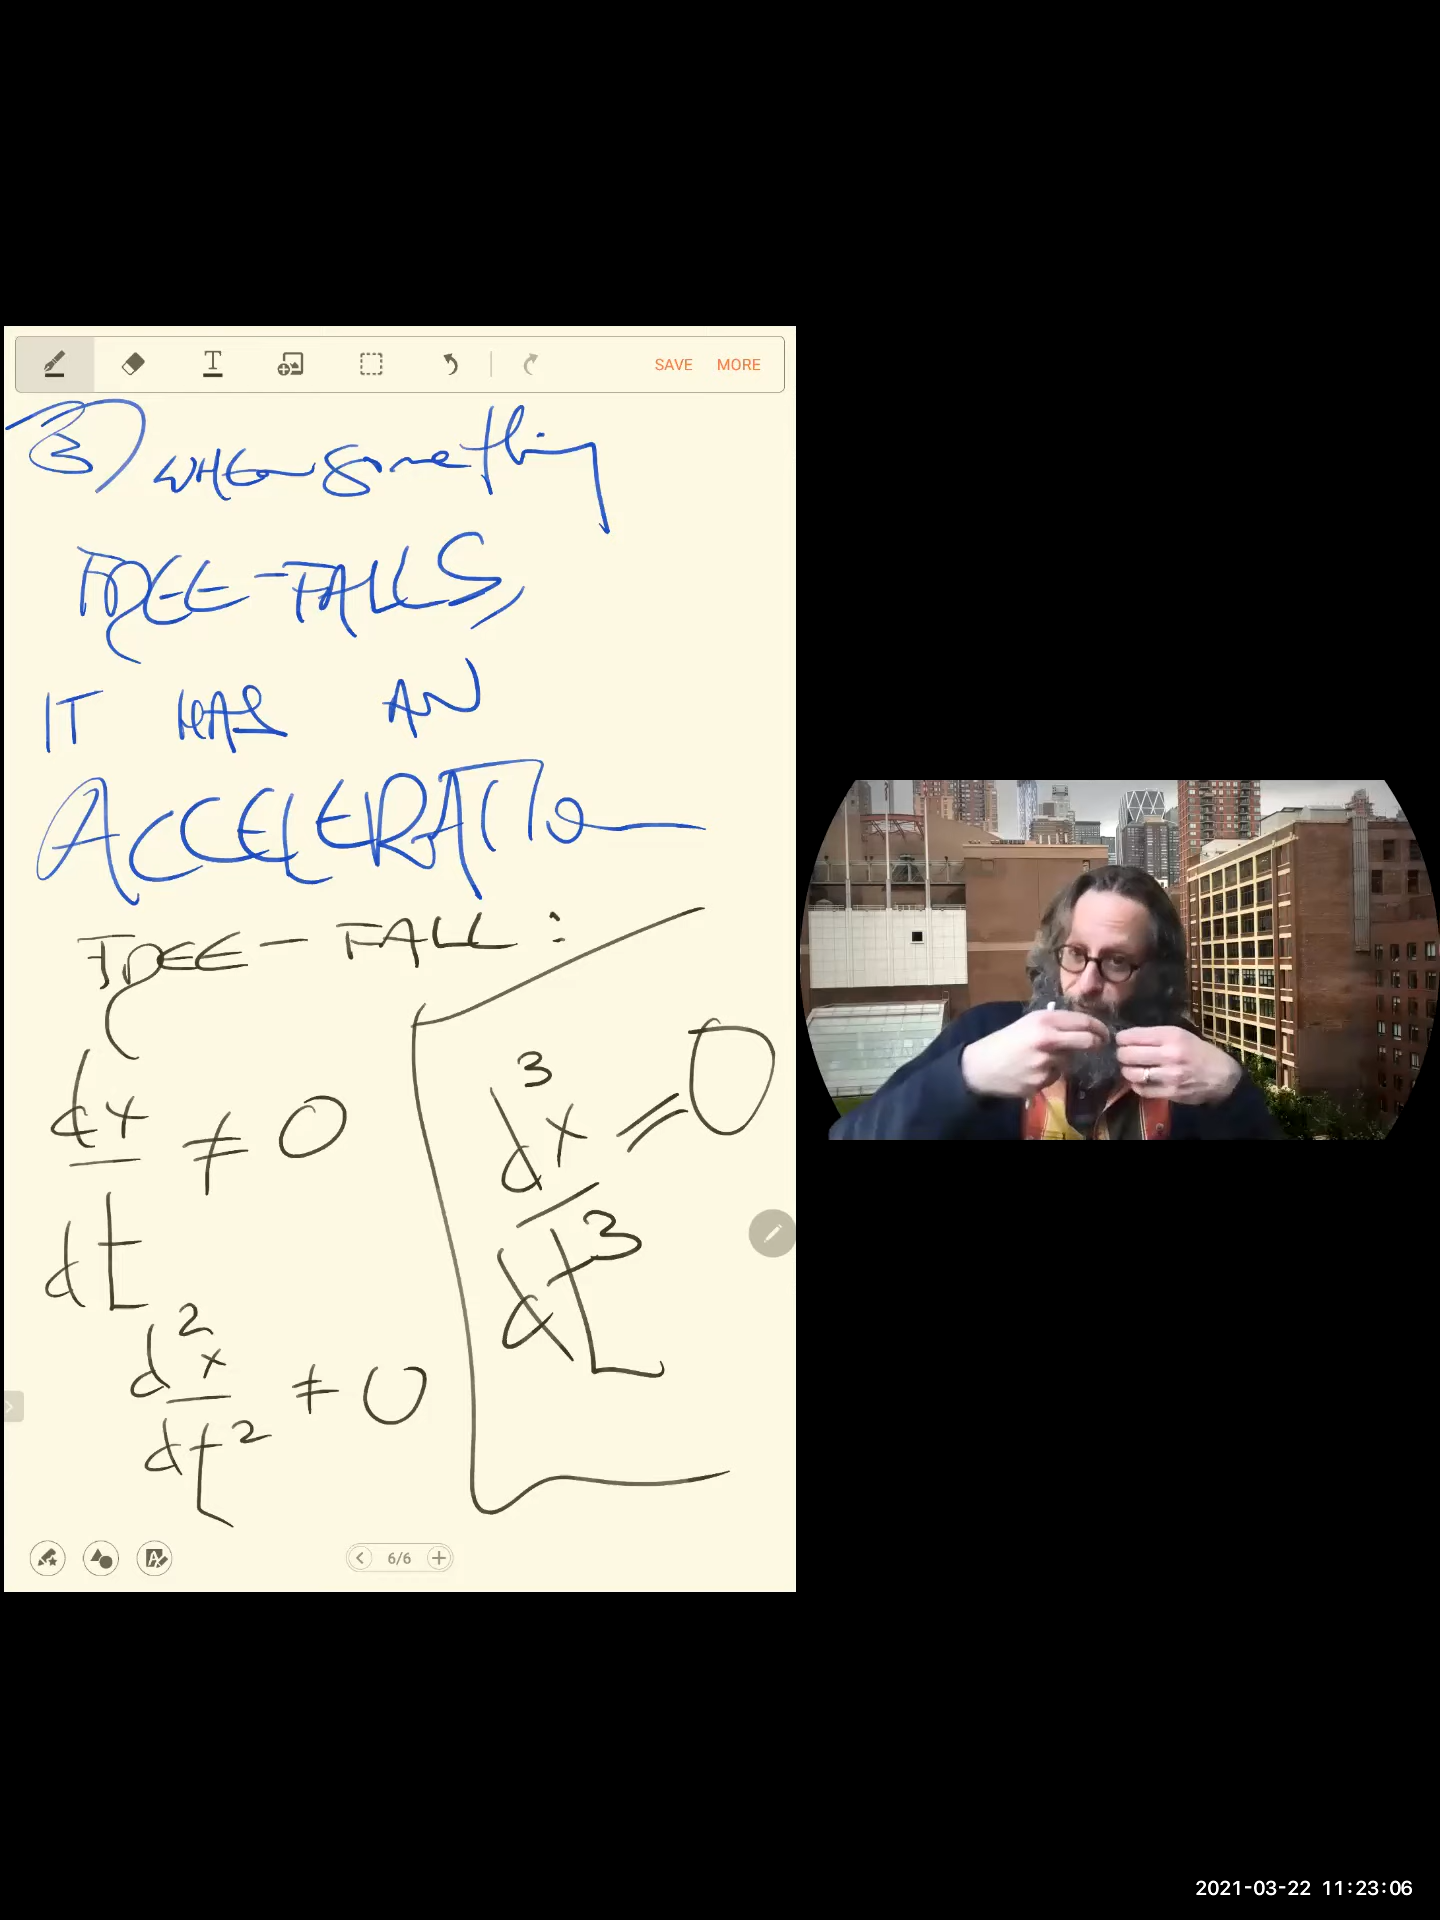 SAVE MORE
3) WHEN something
FREE-FALLS,
IT HAS AN
ACCELERATION
FREE-FALL:
dx/dt ≠ 0
d³x/dt³ = 0
d²x/dt² ≠ 0
6/6
2021-03-22 11:23:06